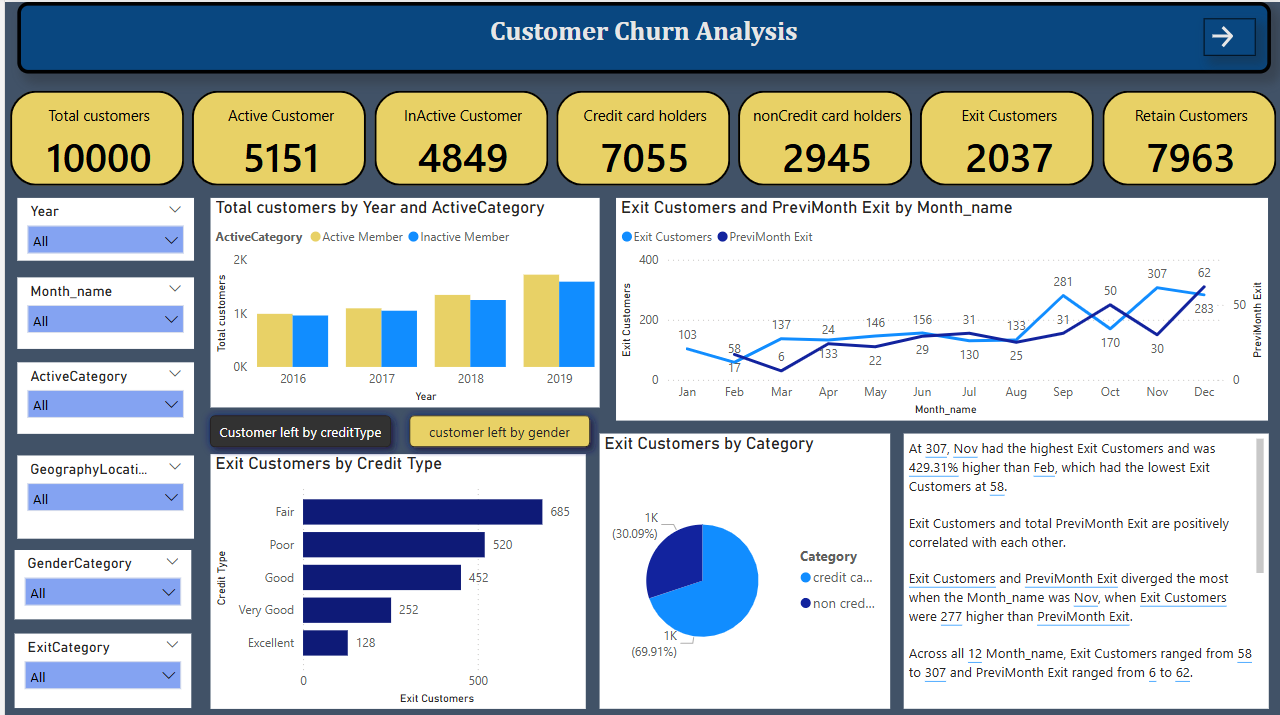 Customer Churn Analysis
Total customers
10000
Active Customer
5151
InActive Customer
4849
Credit card holders
7055
nonCredit card holders
2945
Exit Customers
2037
Retain Customers
7963
Year
All
Month_name
All
ActiveCategory
All
GeographyLocati...
All
GenderCategory
All
ExitCategory
All
Total customers by Year and ActiveCategory
ActiveCategory Active Member Inactive Member
Total customers
2K
1K
0K
2016 2017 2018 2019
Year
Exit Customers and PreviMonth Exit by Month_name
Exit Customers PreviMonth Exit
Exit Customers
400
200
0
103 58 137 133 146 156 130 133 281 170 307 283
17 6 24 22 29 31 25 31 50 30 62
50
0
PreviMonth Exit
Jan Feb Mar Apr May Jun Jul Aug Sep Oct Nov Dec
Month_name
Customer left by creditType
customer left by gender
Exit Customers by Credit Type
Credit Type
Fair 685
Poor 520
Good 452
Very Good 252
Excellent 128
0 500
Exit Customers
Exit Customers by Category
1K
(30.09%)
1K
(69.91%)
Category
credit ca...
non cred...
At 307, Nov had the highest Exit Customers and was
429.31% higher than Feb, which had the lowest Exit
Customers at 58.
Exit Customers and total PreviMonth Exit are positively
correlated with each other.
Exit Customers and PreviMonth Exit diverged the most
when the Month_name was Nov, when Exit Customers
were 277 higher than PreviMonth Exit.
Across all 12 Month_name, Exit Customers ranged from 58
to 307 and PreviMonth Exit ranged from 6 to 62.